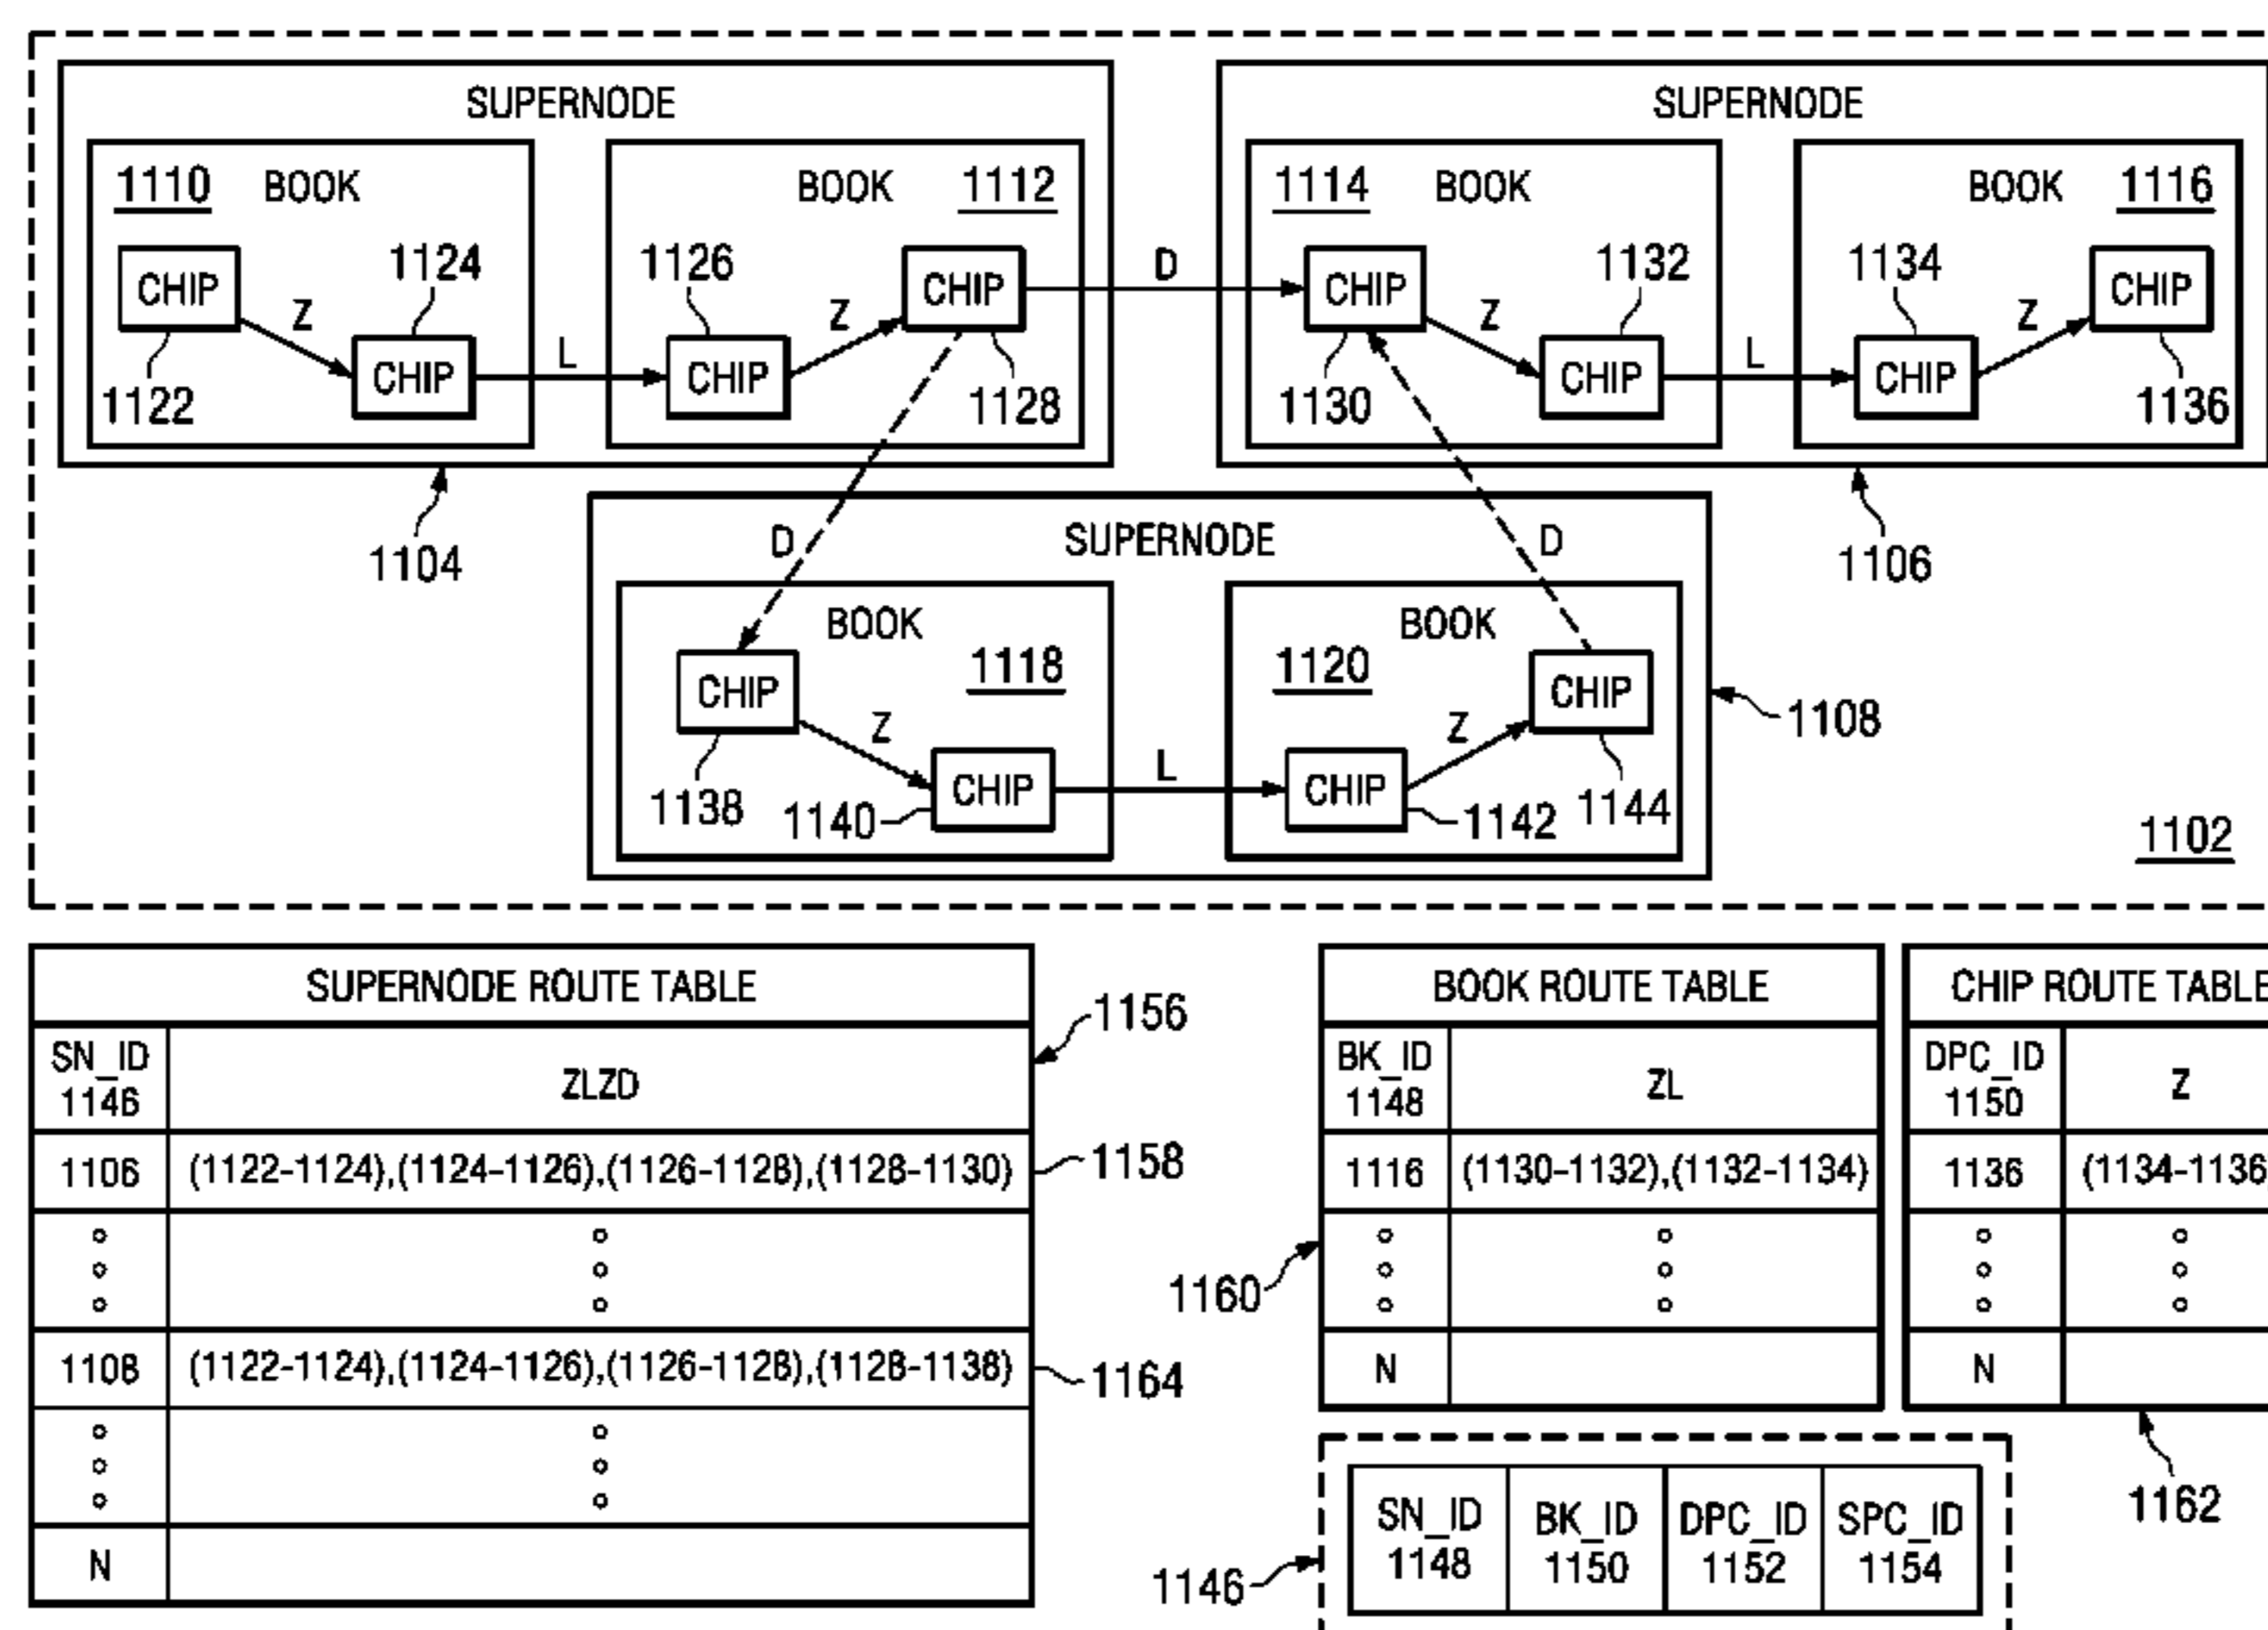 SUPERNODE SUPERNODE
1110 BOOK BOOK 1112 1114 BOOK BOOK 1116
1124 1126 D 1132 1134
CHIP CHIP CHIP CHIP
Z Z Z Z
CHIP L CHIP CHIP L CHIP
1122 1128 1130 1136
D SUPERNODE D
1104 1106
BOOK BOOK
1118 1120
CHIP CHIP
Z Z 1108
CHIP L CHIP
1138 1140 1142 1144
1102
SUPERNODE ROUTE TABLE
1156
SN_ID
1146
ZLZD
1106 (1122-1124),(1124-1126),(1126-1128),(1128-1130) 1158
1108 (1122-1124),(1124-1126),(1126-1128),(1128-1138) 1164
N
BOOK ROUTE TABLE
BK_ID
1148
ZL
1116 (1130-1132),(1132-1134)
1160
N
CHIP ROUTE TABLE
DPC_ID
1150
Z
1136 (1134-1136
N
1162
SN_ID BK_ID DPC_ID SPC_ID
1148 1150 1152 1154
1146